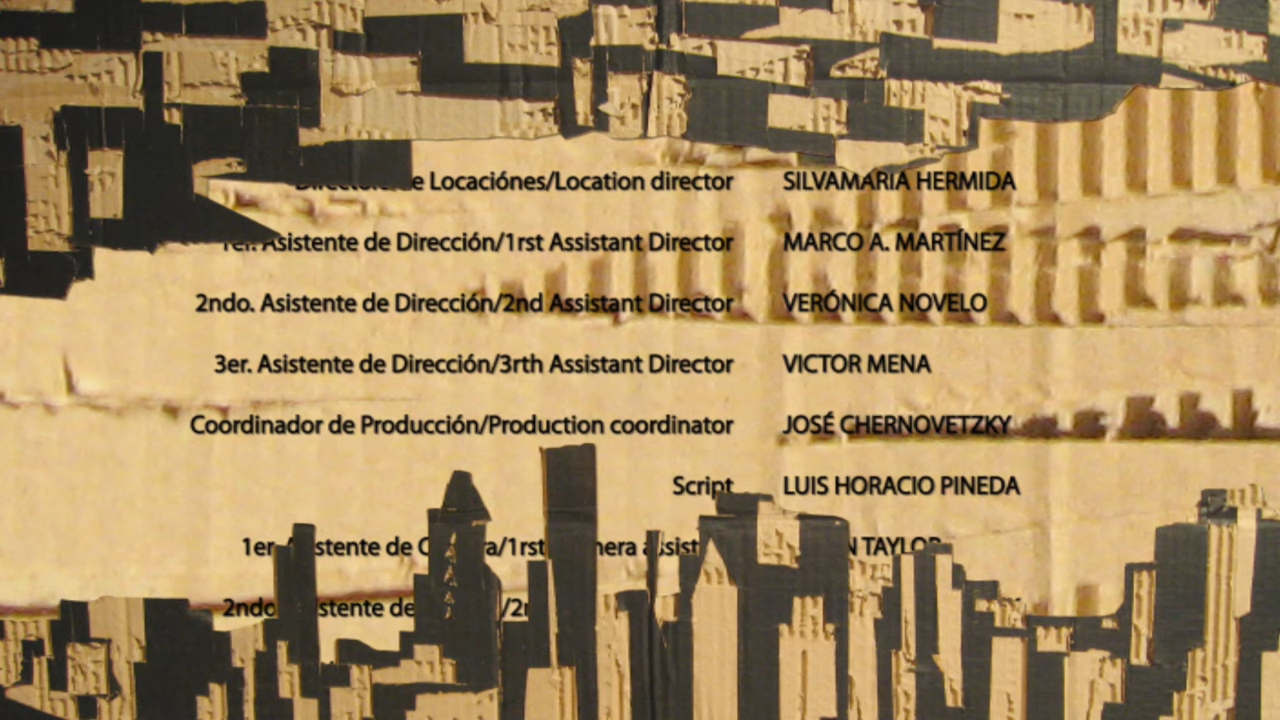 Locaciónes/Location director SILVAMARIA HERMIDA
Asistente de Dirección/1rst Assistant Director MARCO A. MARTÍNEZ
2ndo. Asistente de Dirección/2nd Assistant Director VERÓNICA NOVELO
3er. Asistente de Dirección/3rth Assistant Director VICTOR MENA
Coordinador de Producción/Production coordinator JOSÉ CHERNOVETZKY
Script LUIS HORACIO PINEDA
de TAYLOR
2ndo de